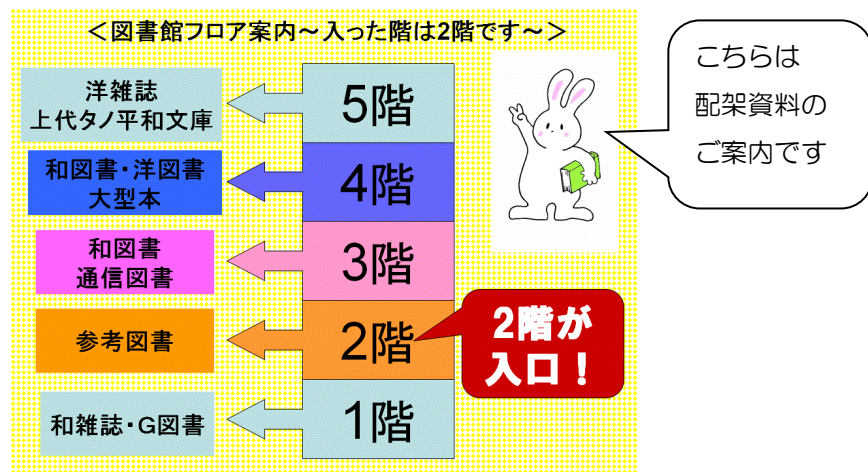 ＜図書館フロア案内～入った階は2階です～＞
洋雑誌
上代タノ平和文庫
5階
こちらは
配架資料の
ご案内です
和図書・洋図書
大型本
4階
和図書
通信図書
3階
参考図書
2階
2階が
入口！
和雑誌・G図書
1階